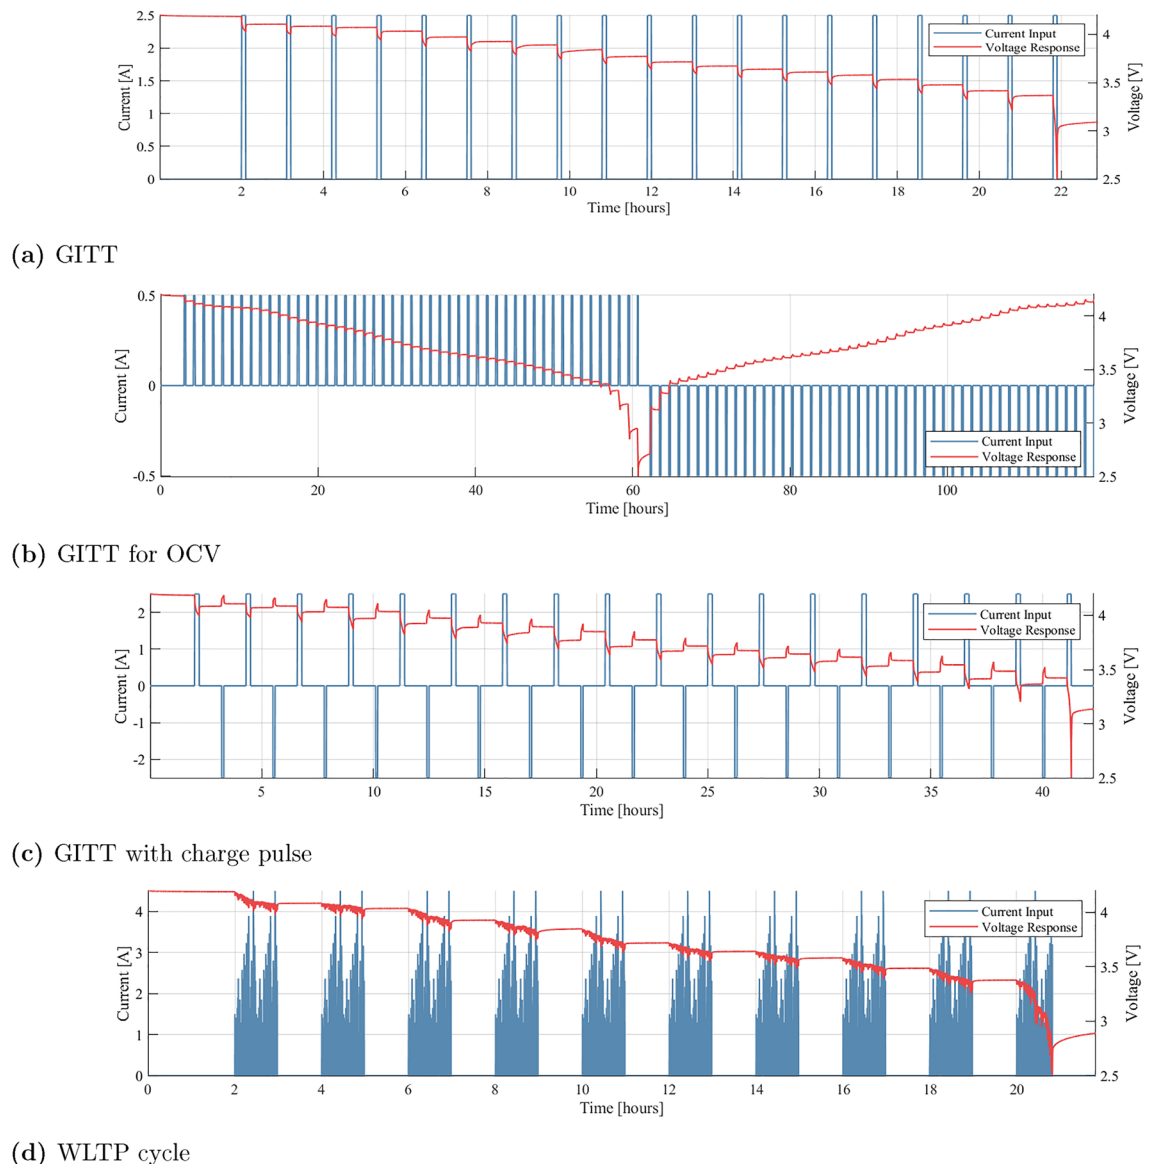 2.5
2
1.5
1
0.5
0
Current [A]
4
3.5
3
2.5
Voltage [V]
Current Input
Voltage Response
2 4 6 8 10 12 14 16 18 20 22
Time [hours]
(a) GITT
0.5
0
-0.5
Current [A]
4
3.5
3
2.5
Voltage [V]
Current Input
Voltage Response
0 20 40 60 80 100
Time [hours]
(b) GITT for OCV
2
1
0
-1
-2
Current [A]
4
3.5
3
2.5
Voltage [V]
Current Input
Voltage Response
5 10 15 20 25 30 35 40
Time [hours]
(c) GITT with charge pulse
4
3
2
1
0
Current [A]
4
3.5
3
2.5
Voltage [V]
Current Input
Voltage Response
0 2 4 6 8 10 12 14 16 18 20
Time [hours]
(d) WLTP cycle